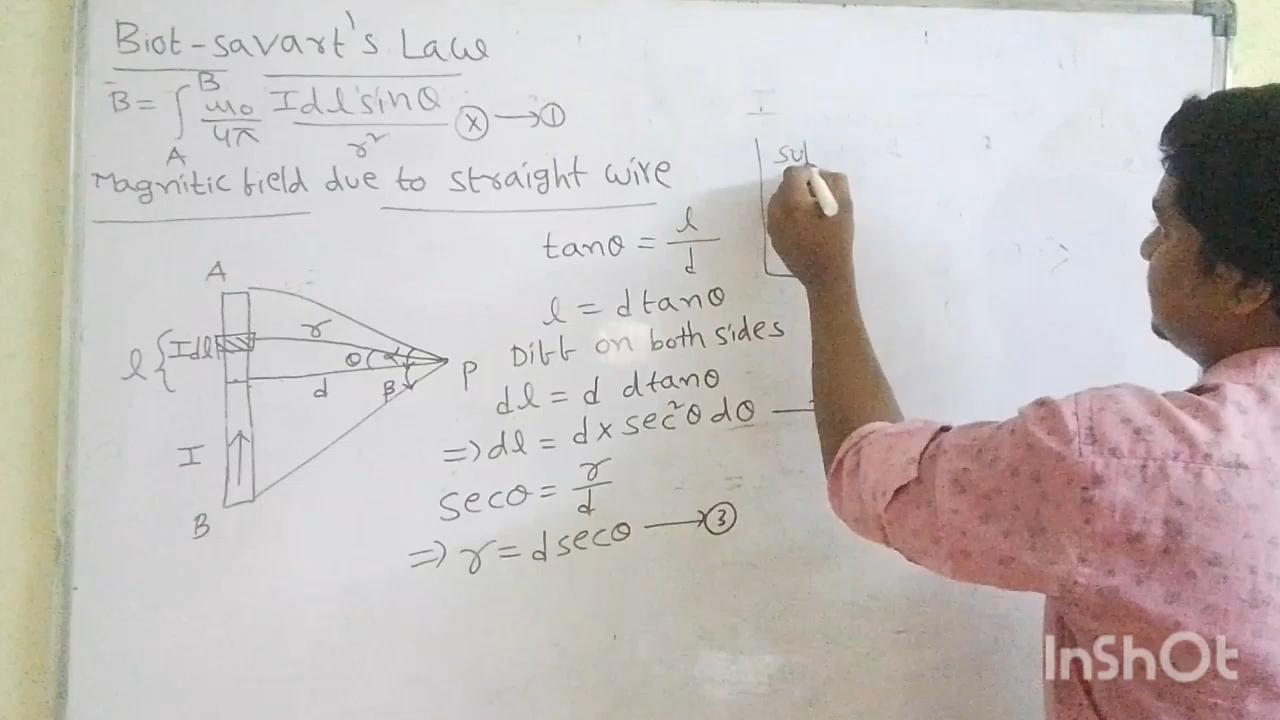 Biot-savart's Law
B = ∫ A B μ0/4π Idl sinθ/r² ⓧ → ①
Magnitic field due to straight wire
A
l { Idl
r
θ
α
d
β
P
I
B
tanθ = l/d
l = d tanθ
Diff on both sides
dl = d dtanθ
⇒ dl = d x sec²θ dθ —
secθ = r/d
⇒ r = d secθ → ③
sub
InShOt